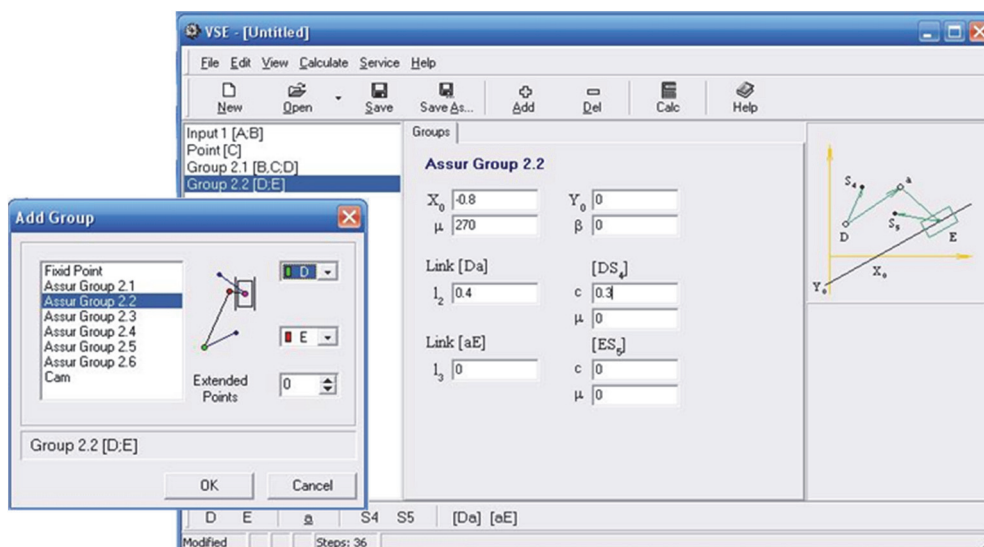 VSE - [Untitled]
File Edit View Calculate Service Help
New Open Save Save As... Add Del Calc Help
Input 1 [A;B]
Point [C]
Group 2.1 [B,C;D]
Group 2.2 [D;E]
Groups
Assur Group 2.2
X₀ -0.8 Y₀ 0
μ 270 β 0
Link [Da] [DS₄]
l₂ 0.4 c 0.3
μ 0
Link [aE] [ES₅]
l₃ 0 c 0
μ 0
S₄ a
D S₅ E
X₀
Y₀
Add Group
Fixid Point
Assur Group 2.1
Assur Group 2.2
Assur Group 2.3
Assur Group 2.4
Assur Group 2.5
Assur Group 2.6
Cam
D
E
Extended Points 0
Group 2.2 [D;E]
OK Cancel
D E a S4 S5 [Da] [aE]
Modified Steps: 36